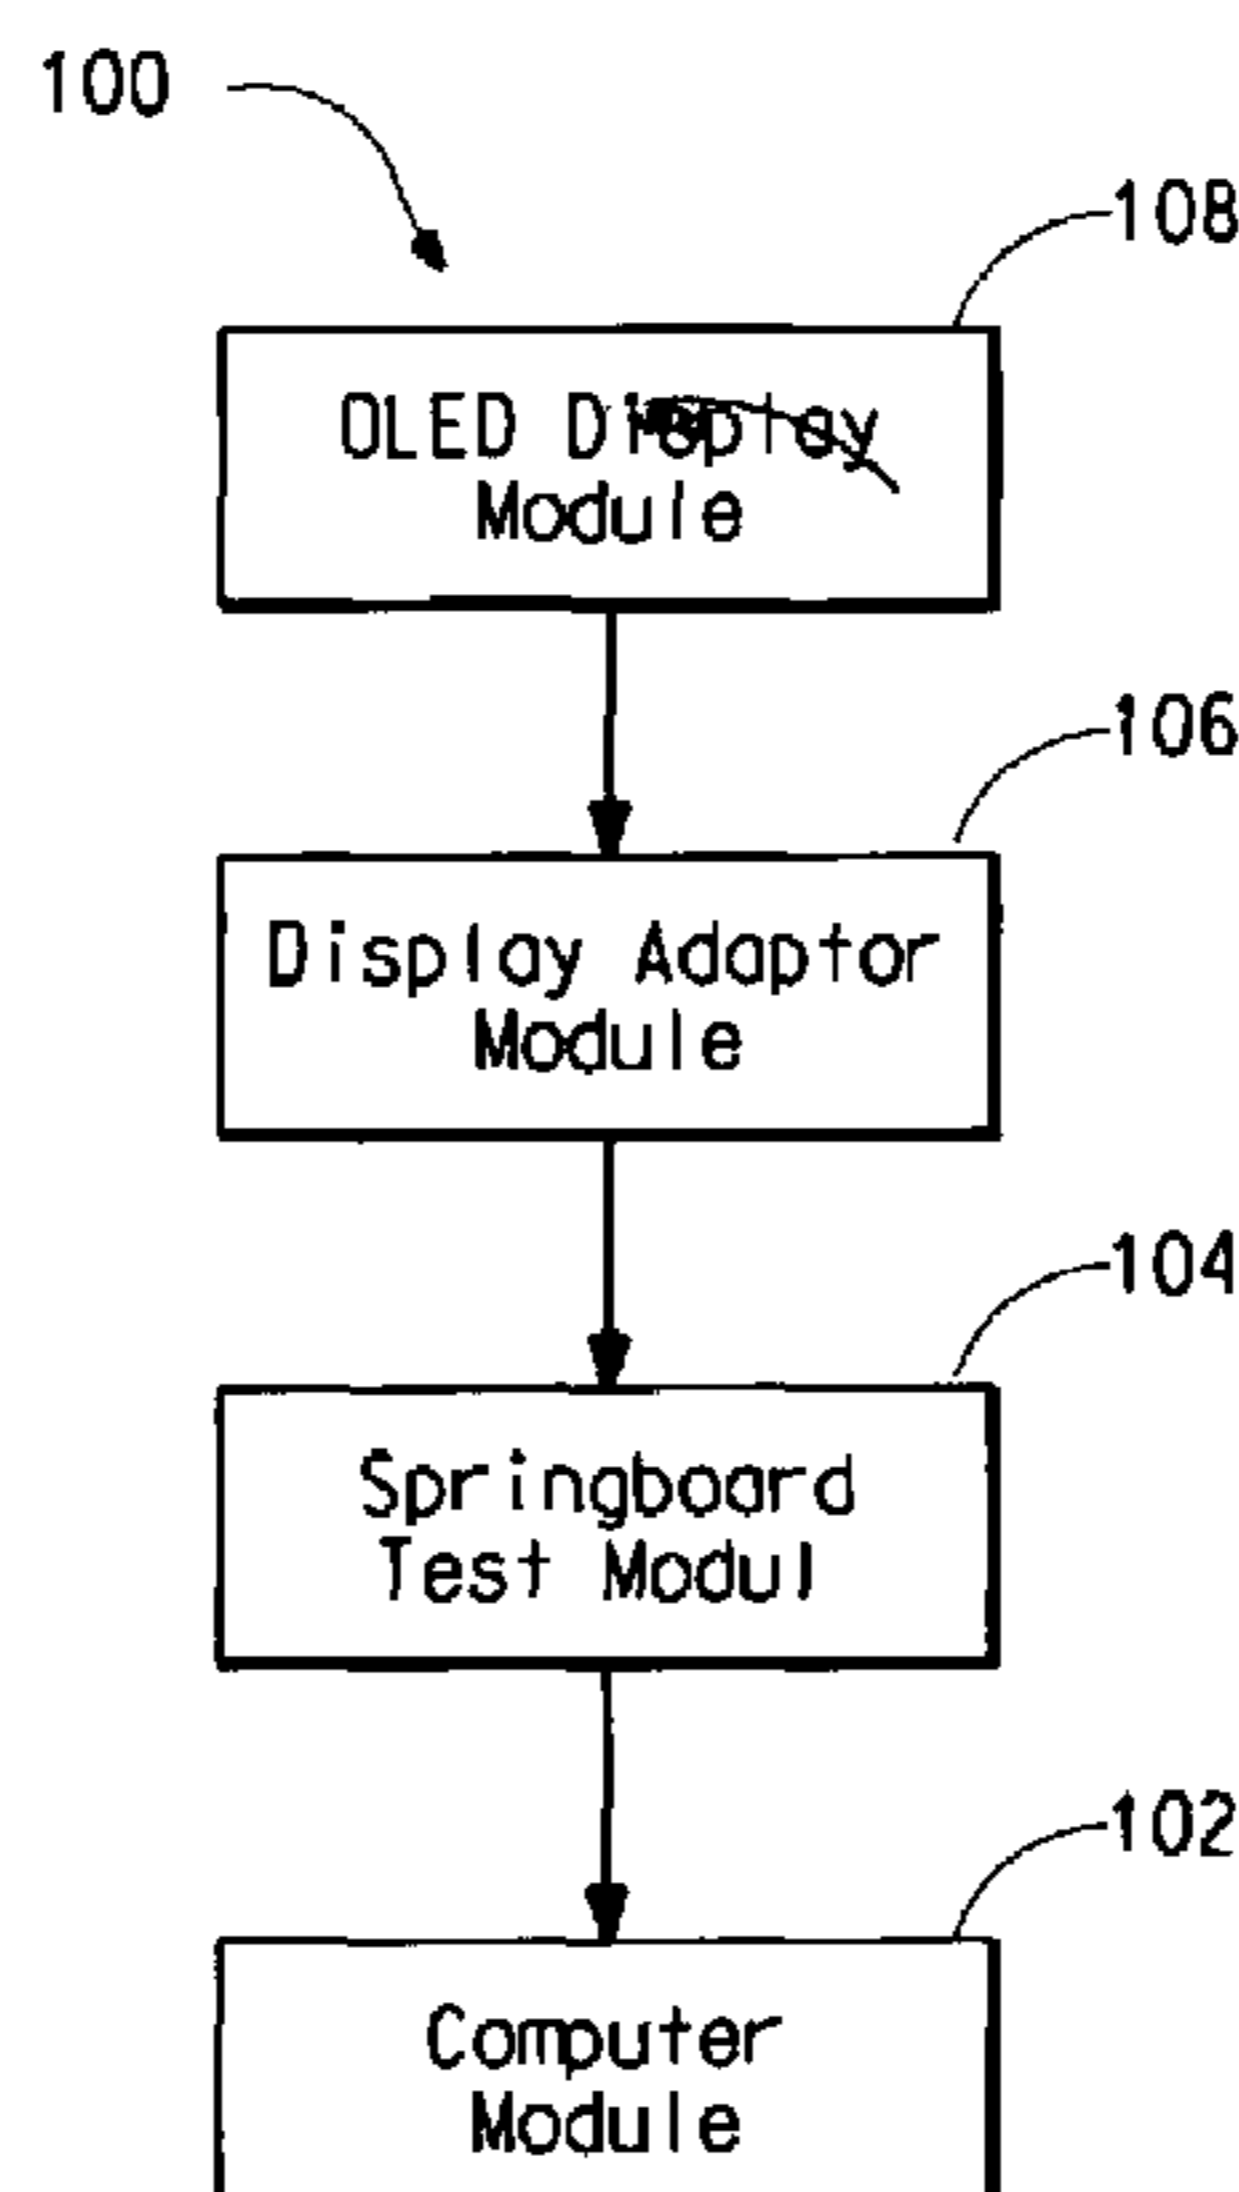 100
108
OLED Display
Module
106
Display Adaptor
Module
104
Springboard
Test Modul
102
Computer
Module